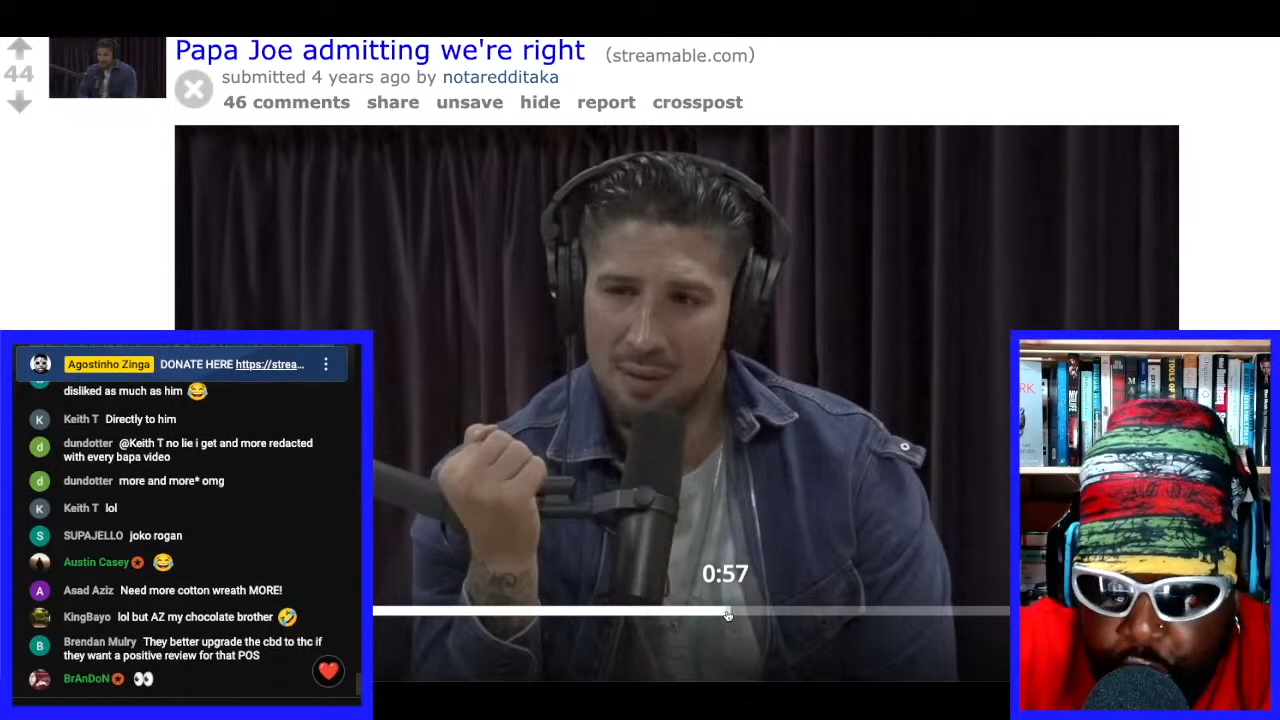 Papa Joe admitting we're right (streamable.com)
44
submitted 4 years ago by notaredditaka
46 comments share unsave hide report crosspost
Agostinho Zinga DONATE HERE https://strea...
disliked as much as him 😂
K Keith T Directly to him
d dundotter @Keith T no lie i get and more redacted
with every bapa video
d dundotter more and more* omg
K Keith T lol
S SUPAJELLO joko rogan
Austin Casey 😂
A Asad Aziz Need more cotton wreath MORE!
KingBayo lol but AZ my chocolate brother 🤣
B Brendan Mulry They better upgrade the cbd to thc if
they want a positive review for that POS
BrAnDoN 👀
0:57